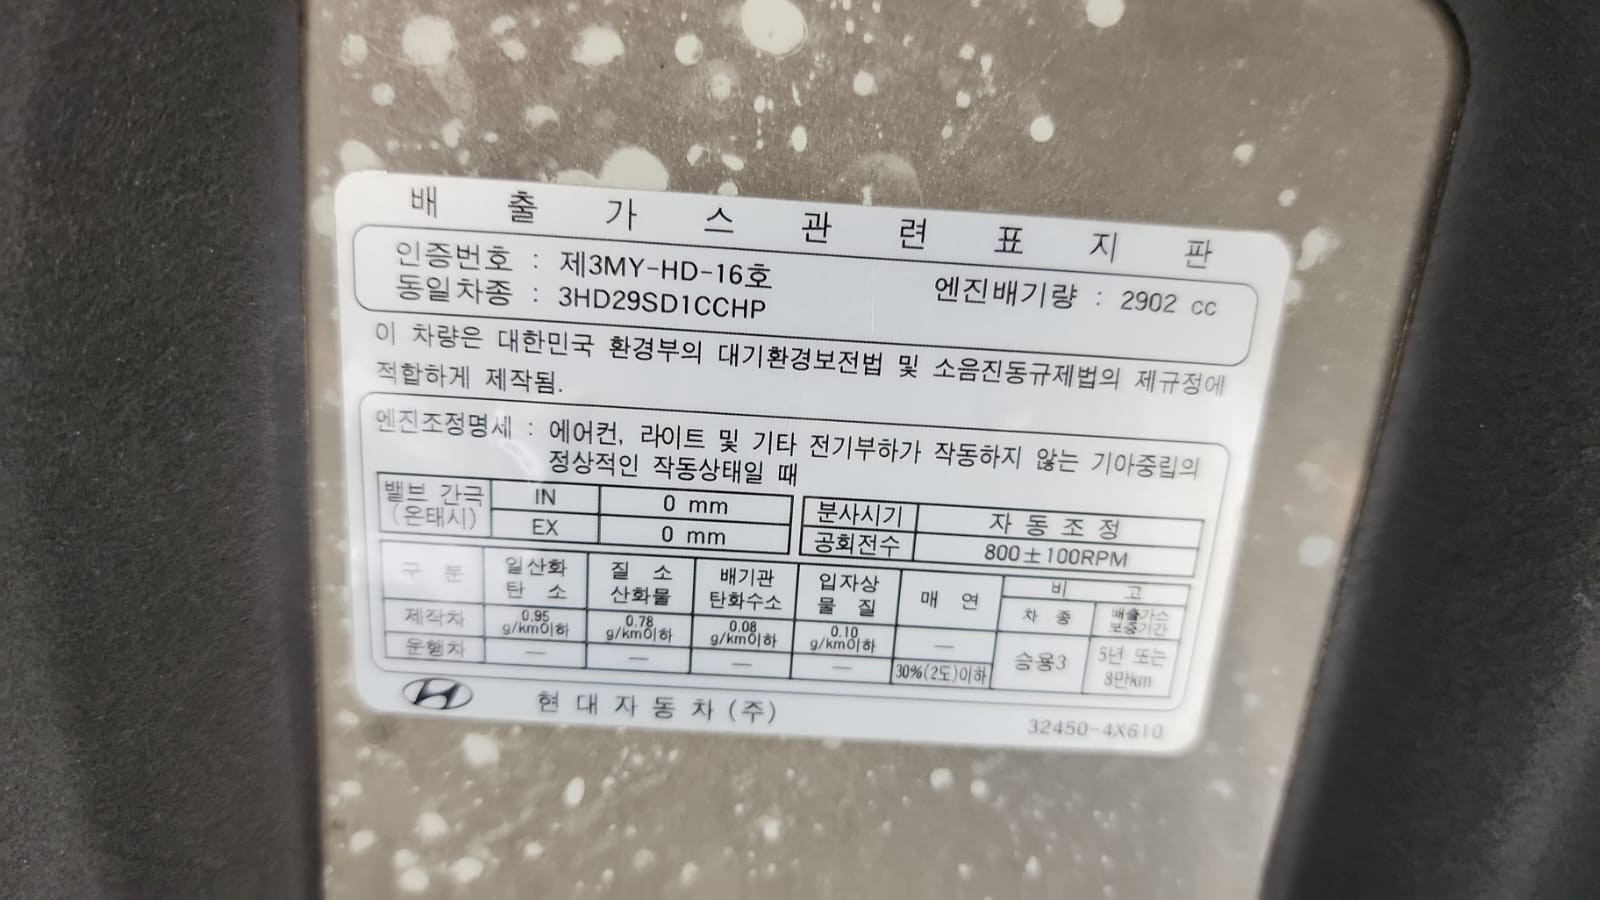 배 출 가 스 관 련 표 지 판
인증번호 : 제3MY-HD-16호 엔진배기량 : 2902 cc
동일차종 : 3HD29SD1CCHP
이 차량은 대한민국 환경부의 대기환경보전법 및 소음진동규제법의 제규정에
적합하게 제작됨.
엔진조정명세 : 에어컨, 라이트 및 기타 전기부하가 작동하지 않는 기아중립의
정상적인 작동상태일 때
밸브 간극 (온태시) IN 0 mm
EX 0 mm
분사시기 자 동 조 정
공회전수 800±100RPM
구 분 일산화 탄 소 질 소 산화물 배기관 탄화수소 입자상 물 질 매 연 비 고
차 종 배출가스 보증기간
제작차 0.95 g/km이하 0.78 g/km이하 0.08 g/km이하 0.10 g/km이하 — 승용3 5년 또는 8만km
운행차 — — — — 30%(2도)이하
현대자동차(주)
32450-4X610